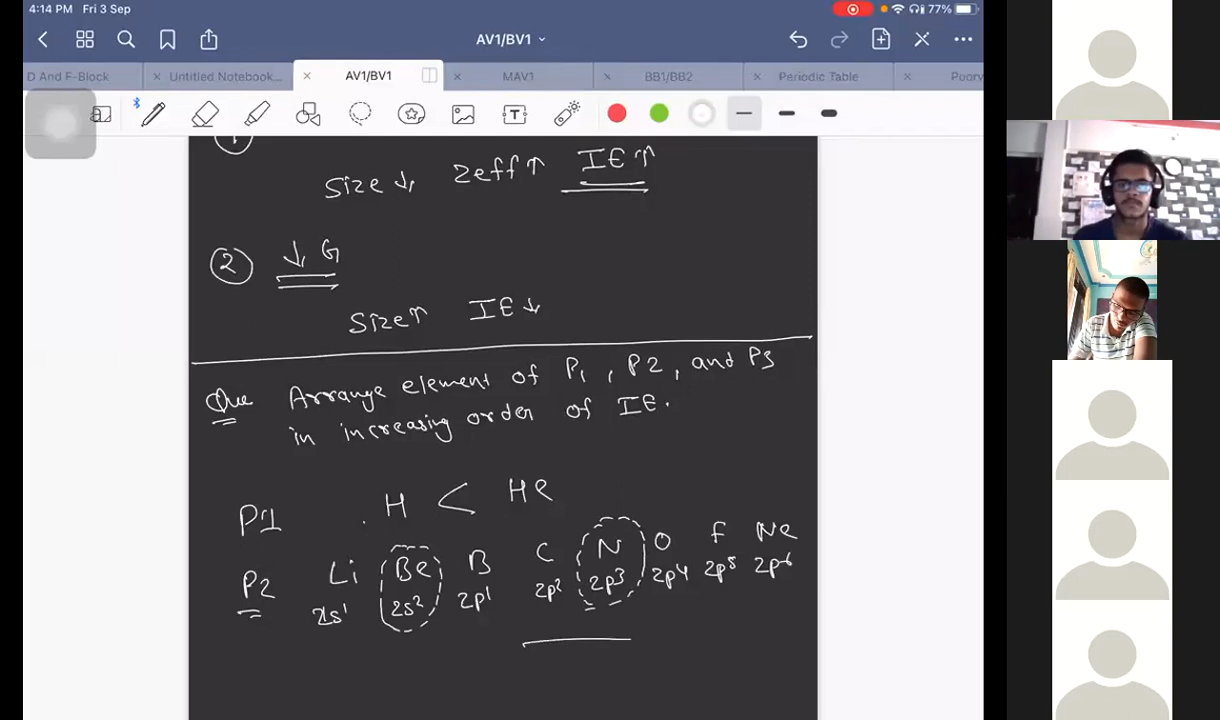 4:14 PM Fri 3 Sep
77%
AV1/BV1
D And F-Block
Untitled Notebook...
AV1/BV1
MAV1
BB1/BB2
Periodic Table
T
Size ↓ Zeff ↑ IE ↑
② ↓ G
Size ↑ IE ↓
Que Arrange element of P1, P2, and P3
in increasing order of IE.
P1 H < He
P2 Li Be B C N O F Ne
2s¹ 2s² 2p¹ 2p² 2p³ 2p⁴ 2p⁵ 2p⁶